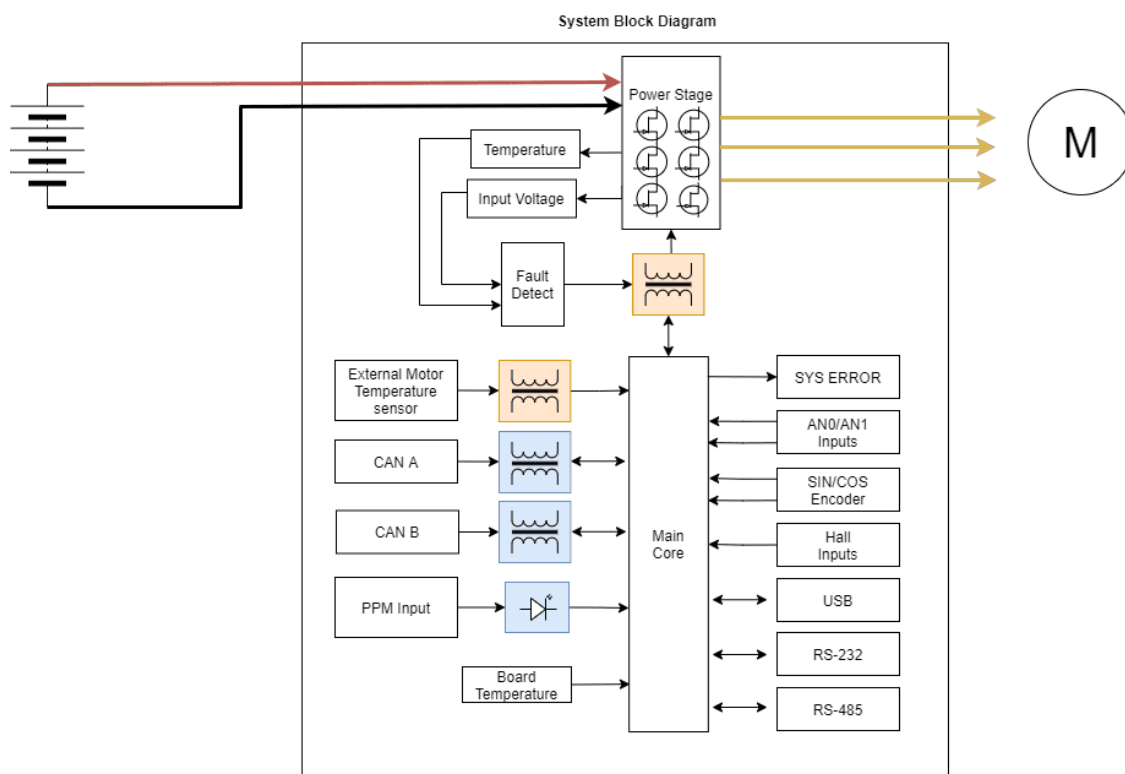 System Block Diagram
Power Stage
Temperature
Input Voltage
M
Fault
Detect
External Motor
Temperature
sensor
CAN A
CAN B
PPM Input
Board
Temperature
Main
Core
SYS ERROR
AN0/AN1
Inputs
SIN/COS
Encoder
Hall
Inputs
USB
RS-232
RS-485